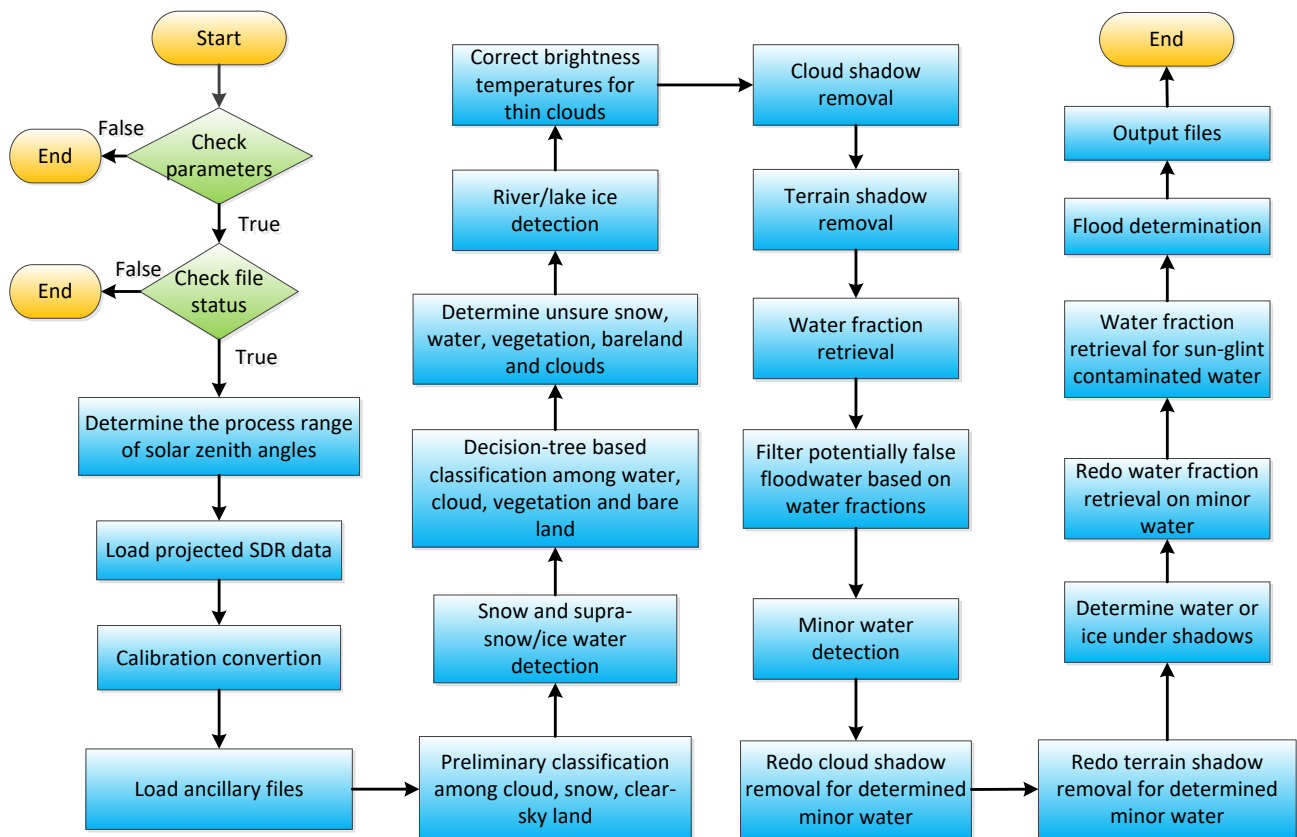 Start
False
Check
parameters
End
True
False
Check file
status
End
True
Determine the process range
of solar zenith angles
Load projected SDR data
Calibration convertion
Load ancillary files
Preliminary classification
among cloud, snow, clear-
sky land
Snow and supra-
snow/ice water
detection
Decision-tree based
classification among water,
cloud, vegetation and bare
land
Determine unsure snow,
water, vegetation, bareland
and clouds
River/lake ice
detection
Correct brightness
temperatures for
thin clouds
Cloud shadow
removal
Terrain shadow
removal
Water fraction
retrieval
Filter potentially false
floodwater based on
water fractions
Minor water
detection
Redo cloud shadow
removal for determined
minor water
Redo terrain shadow
removal for determined
minor water
Determine water or
ice under shadows
Redo water fraction
retrieval on minor
water
Water fraction
retrieval for sun-glint
contaminated water
Flood determination
Output files
End